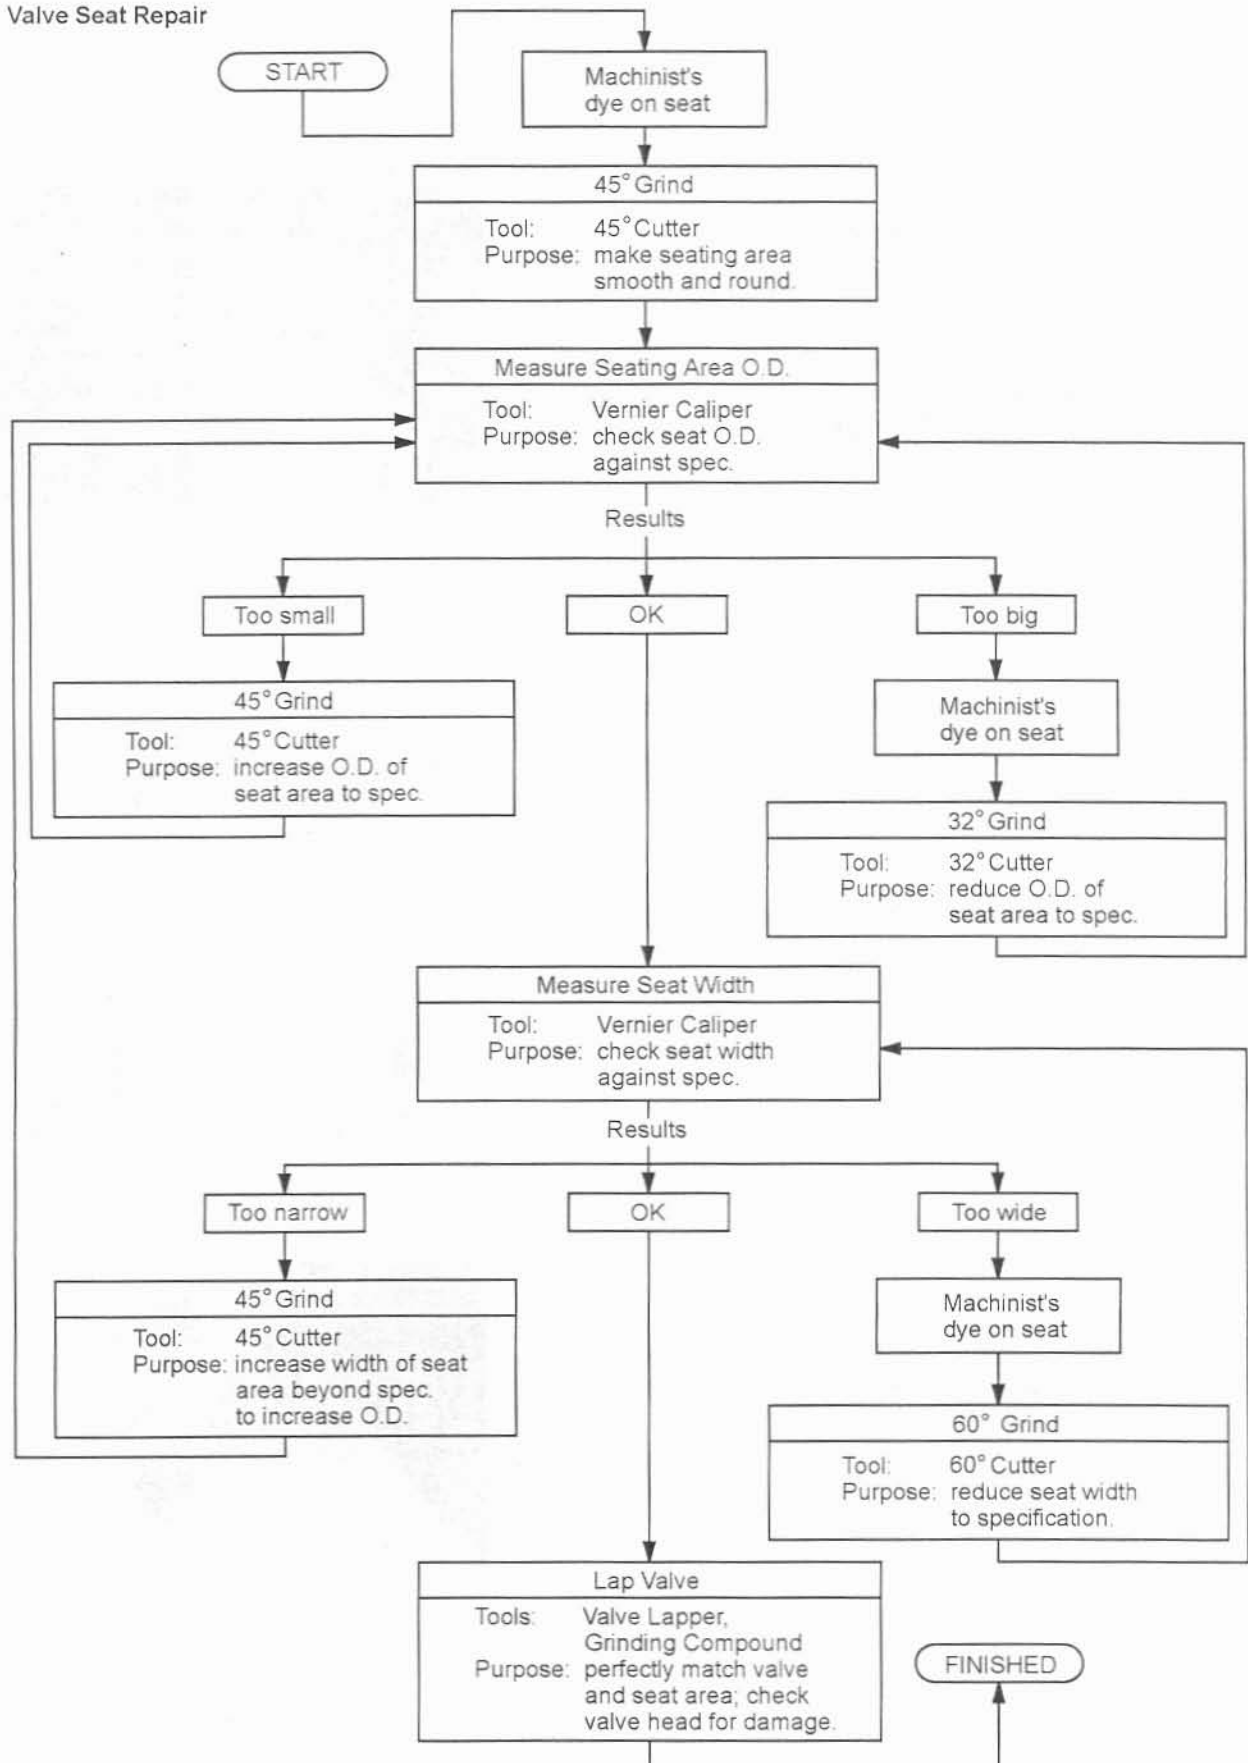 Valve Seat Repair
START
Machinist's
dye on seat
45° Grind
Tool: 45° Cutter
Purpose: make seating area
smooth and round.
Measure Seating Area O.D.
Tool: Vernier Caliper
Purpose: check seat O.D.
against spec.
Results
Too small
OK
Too big
45° Grind
Tool: 45° Cutter
Purpose: increase O.D. of
seat area to spec.
Machinist's
dye on seat
32° Grind
Tool: 32° Cutter
Purpose: reduce O.D. of
seat area to spec.
Measure Seat Width
Tool: Vernier Caliper
Purpose: check seat width
against spec.
Results
Too narrow
OK
Too wide
45° Grind
Tool: 45° Cutter
Purpose: increase width of seat
area beyond spec.
to increase O.D.
Machinist's
dye on seat
60° Grind
Tool: 60° Cutter
Purpose: reduce seat width
to specification.
Lap Valve
Tools: Valve Lapper,
Grinding Compound
Purpose: perfectly match valve
and seat area; check
valve head for damage.
FINISHED